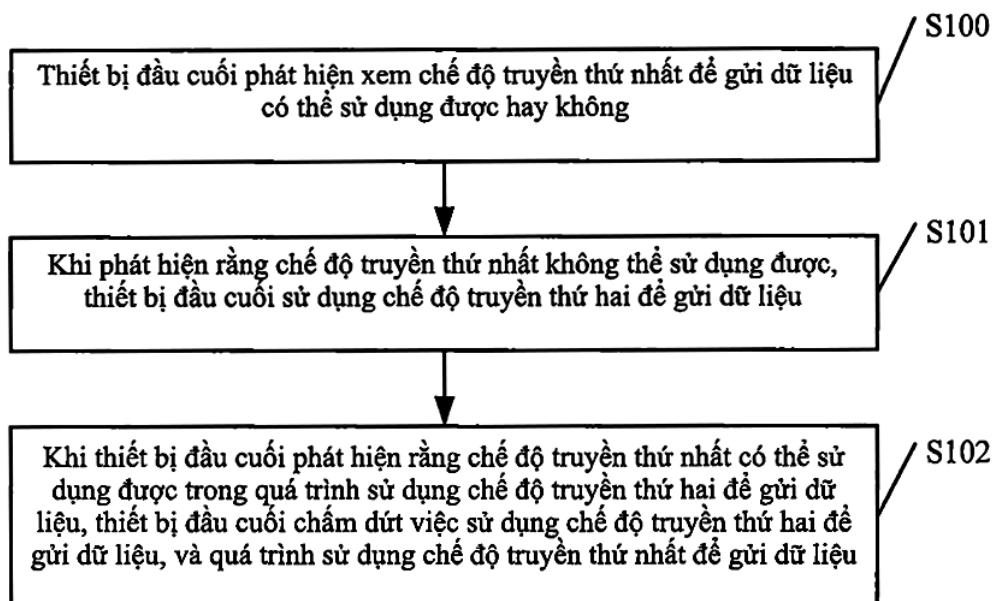 S100
Thiết bị đầu cuối phát hiện xem chế độ truyền thứ nhất để gửi dữ liệu
có thể sử dụng được hay không
S101
Khi phát hiện rằng chế độ truyền thứ nhất không thể sử dụng được,
thiết bị đầu cuối sử dụng chế độ truyền thứ hai để gửi dữ liệu
S102
Khi thiết bị đầu cuối phát hiện rằng chế độ truyền thứ nhất có thể sử
dụng được trong quá trình sử dụng chế độ truyền thứ hai để gửi dữ
liệu, thiết bị đầu cuối chấm dứt việc sử dụng chế độ truyền thứ hai để
gửi dữ liệu, và quá trình sử dụng chế độ truyền thứ nhất để gửi dữ liệu